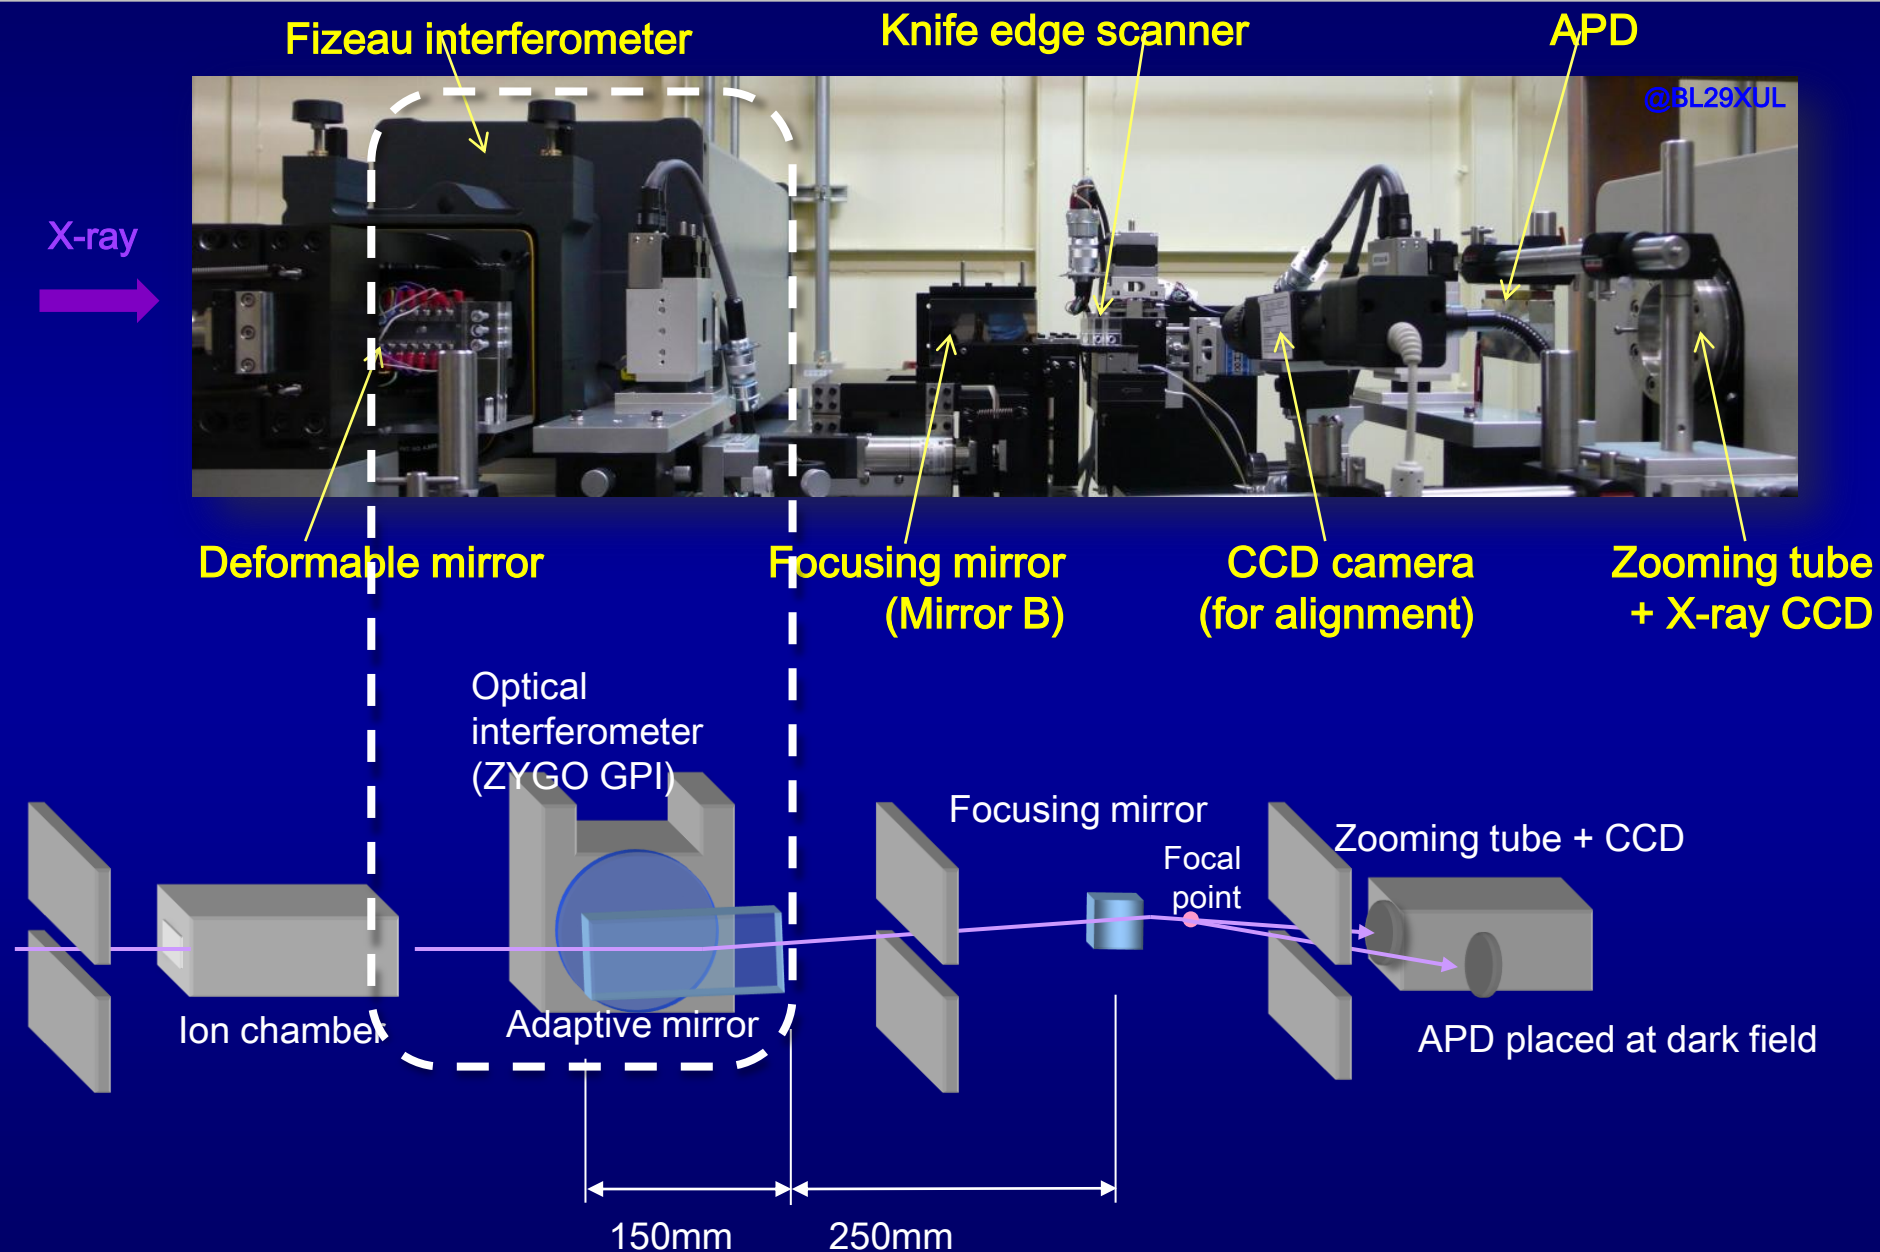 Fizeau interferometer
Knife edge scanner
APD
@BL29XUL
X-ray
Deformable mirror
Focusing mirror
(Mirror B)
CCD camera
(for alignment)
Zooming tube
+ X-ray CCD
Optical
interferometer
(ZYGO GPI)
Focusing mirror
Zooming tube + CCD
Focal
point
Ion chamber
Adaptive mirror
APD placed at dark field
150mm
250mm